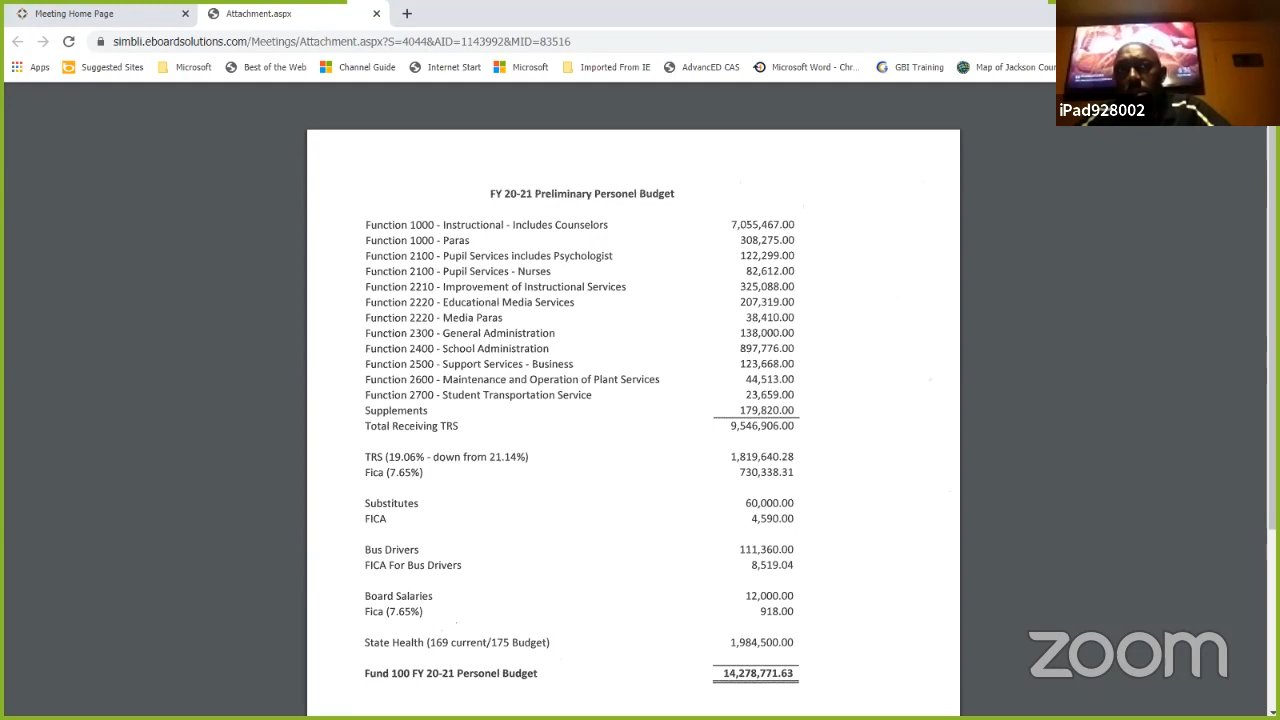 Meeting Home Page
Attachment.aspx
simbli.eboardsolutions.com/Meetings/Attachment.aspx?S=4044&AID=1143992&MID=83516
Apps Suggested Sites Microsoft Best of the Web Channel Guide Internet Start Microsoft Imported From IE AdvancED CAS Microsoft Word - Chr... GBI Training Map of Jackson Cou
iPad928002
FY 20-21 Preliminary Personel Budget
Function 1000 - Instructional - Includes Counselors 7,055,467.00
Function 1000 - Paras 308,275.00
Function 2100 - Pupil Services includes Psychologist 122,299.00
Function 2100 - Pupil Services - Nurses 82,612.00
Function 2210 - Improvement of Instructional Services 325,088.00
Function 2220 - Educational Media Services 207,319.00
Function 2220 - Media Paras 38,410.00
Function 2300 - General Administration 138,000.00
Function 2400 - School Administration 897,776.00
Function 2500 - Support Services - Business 123,668.00
Function 2600 - Maintenance and Operation of Plant Services 44,513.00
Function 2700 - Student Transportation Service 23,659.00
Supplements 179,820.00
Total Receiving TRS 9,546,906.00
TRS (19.06% - down from 21.14%) 1,819,640.28
Fica (7.65%) 730,338.31
Substitutes 60,000.00
FICA 4,590.00
Bus Drivers 111,360.00
FICA For Bus Drivers 8,519.04
Board Salaries 12,000.00
Fica (7.65%) 918.00
State Health (169 current/175 Budget) 1,984,500.00
Fund 100 FY 20-21 Personel Budget 14,278,771.63
zoom